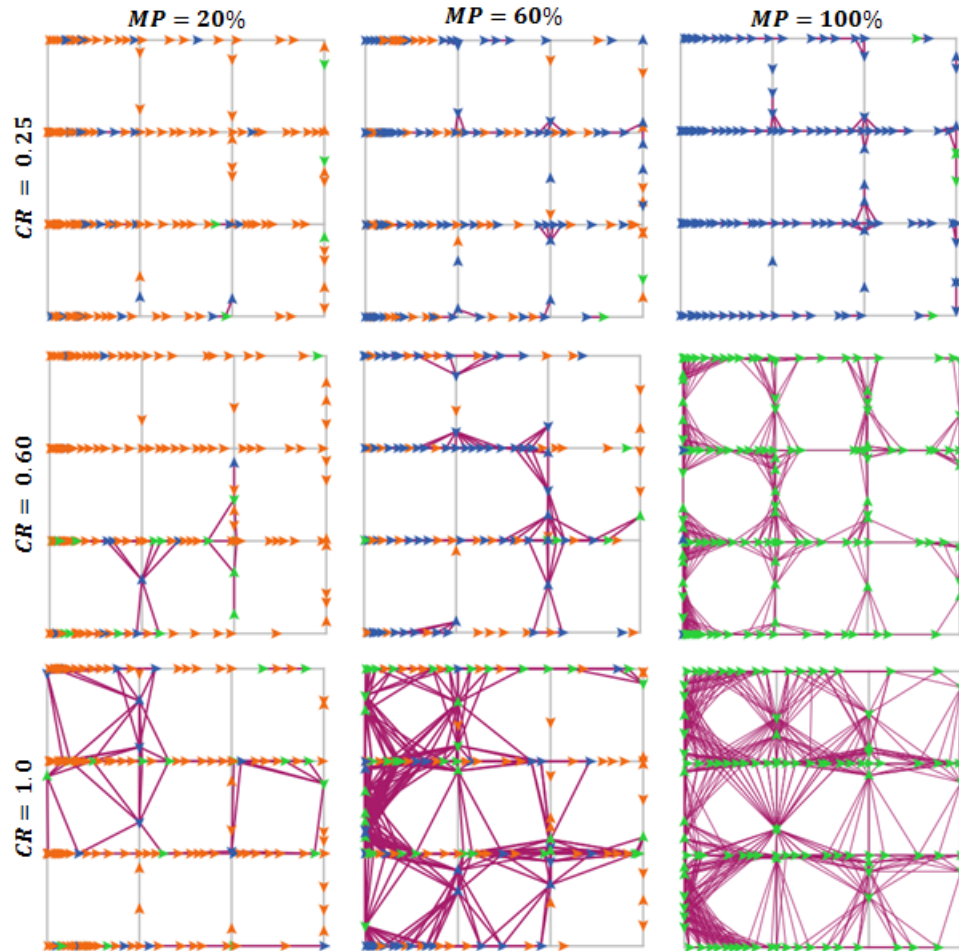 MP = 20%
MP = 60%
MP = 100%
CR = 0.25
CR = 0.60
CR = 1.0